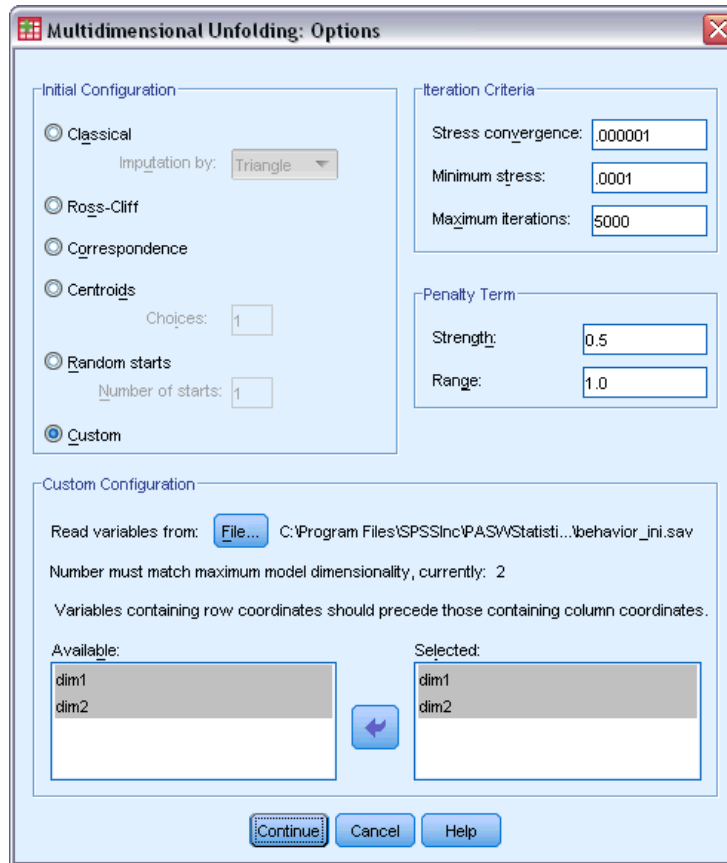 Multidimensional Unfolding: Options
Initial Configuration
Classical
Imputation by: Triangle
Ross-Cliff
Correspondence
Centroids
Choices: 1
Random starts
Number of starts: 1
Custom
Iteration Criteria
Stress convergence: .000001
Minimum stress: .0001
Maximum iterations: 5000
Penalty Term
Strength: 0.5
Range: 1.0
Custom Configuration
Read variables from: File... C:\Program Files\SPSSInc\PASWStatisti...\behavior_ini.sav
Number must match maximum model dimensionality, currently: 2
Variables containing row coordinates should precede those containing column coordinates.
Available:
dim1
dim2
Selected:
dim1
dim2
Continue Cancel Help